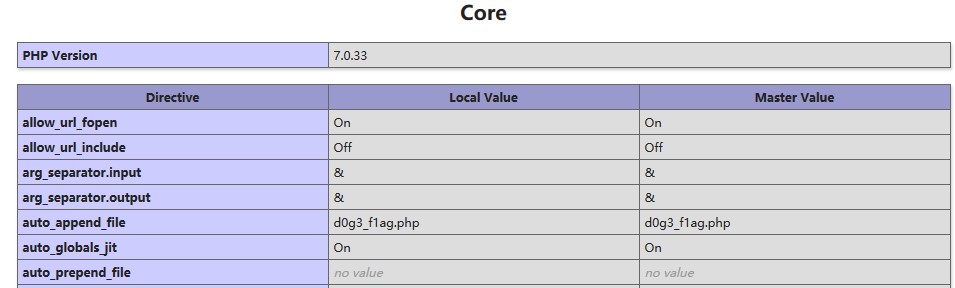 Core
PHP Version 7.0.33
Directive Local Value Master Value
allow_url_fopen On On
allow_url_include Off Off
arg_separator.input & &
arg_separator.output & &
auto_append_file d0g3_f1ag.php d0g3_f1ag.php
auto_globals_jit On On
auto_prepend_file no value no value